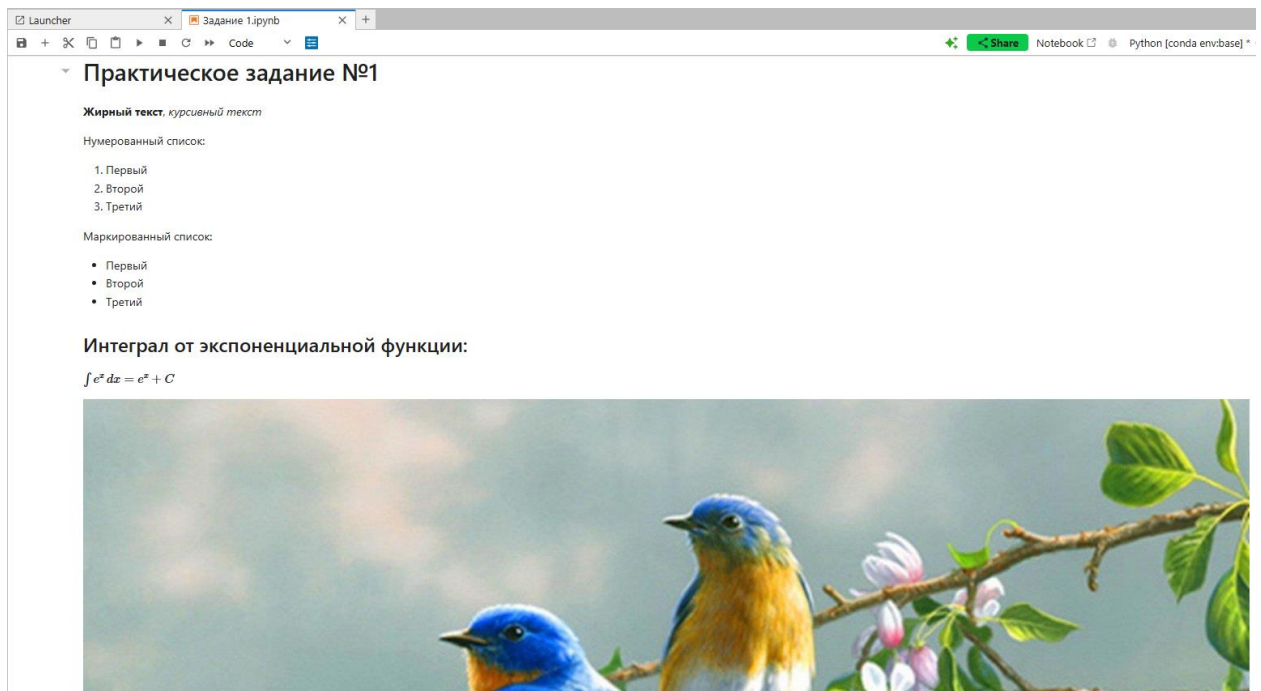 Launcher
Задание 1.ipynb
Code
Share
Notebook
Python [conda env:base] *
Практическое задание №1
Жирный текст, курсивный текст
Нумерованный список:
1. Первый
2. Второй
3. Третий
Маркированный список:
• Первый
• Второй
• Третий
Интеграл от экспоненциальной функции:
∫ eˣ dx = eˣ + C